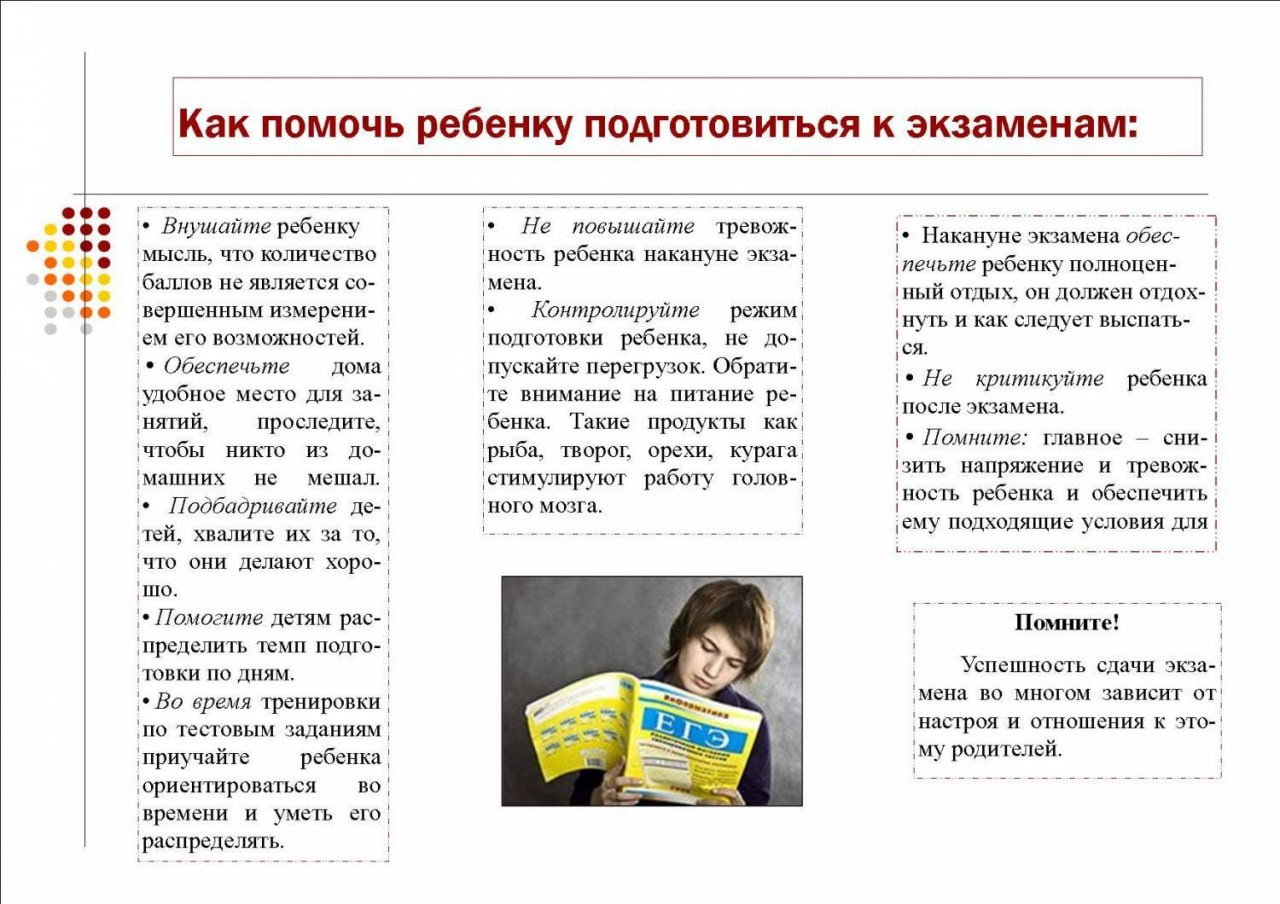 Как помочь ребенку подготовиться к экзаменам:
• Внушайте ребенку
мысль, что количество
баллов не является со-
вершенным измерени-
ем его возможностей.
• Обеспечьте дома
удобное место для за-
нятий, проследите,
чтобы никто из до-
машних не мешал.
• Подбадривайте де-
тей, хвалите их за то,
что они делают хоро-
шо.
• Помогите детям рас-
пределить темп подго-
товки по дням.
• Во время тренировки
по тестовым заданиям
приучайте ребенка
ориентироваться во
времени и уметь его
распределять.
• Не повышайте тревож-
ность ребенка накануне экза-
мена.
• Контролируйте режим
подготовки ребенка, не до-
пускайте перегрузок. Обрати-
те внимание на питание ре-
бенка. Такие продукты как
рыба, творог, орехи, курага
стимулируют работу голов-
ного мозга.
Информатика
ЕГЭ
• Накануне экзамена обес-
печьте ребенку полноцен-
ный отдых, он должен отдох-
нуть и как следует выспать-
ся.
• Не критикуйте ребенка
после экзамена.
• Помните: главное – сни-
зить напряжение и тревож-
ность ребенка и обеспечить
ему подходящие условия для
Помните!
Успешность сдачи экза-
мена во многом зависит от
настроя и отношения к это-
му родителей.